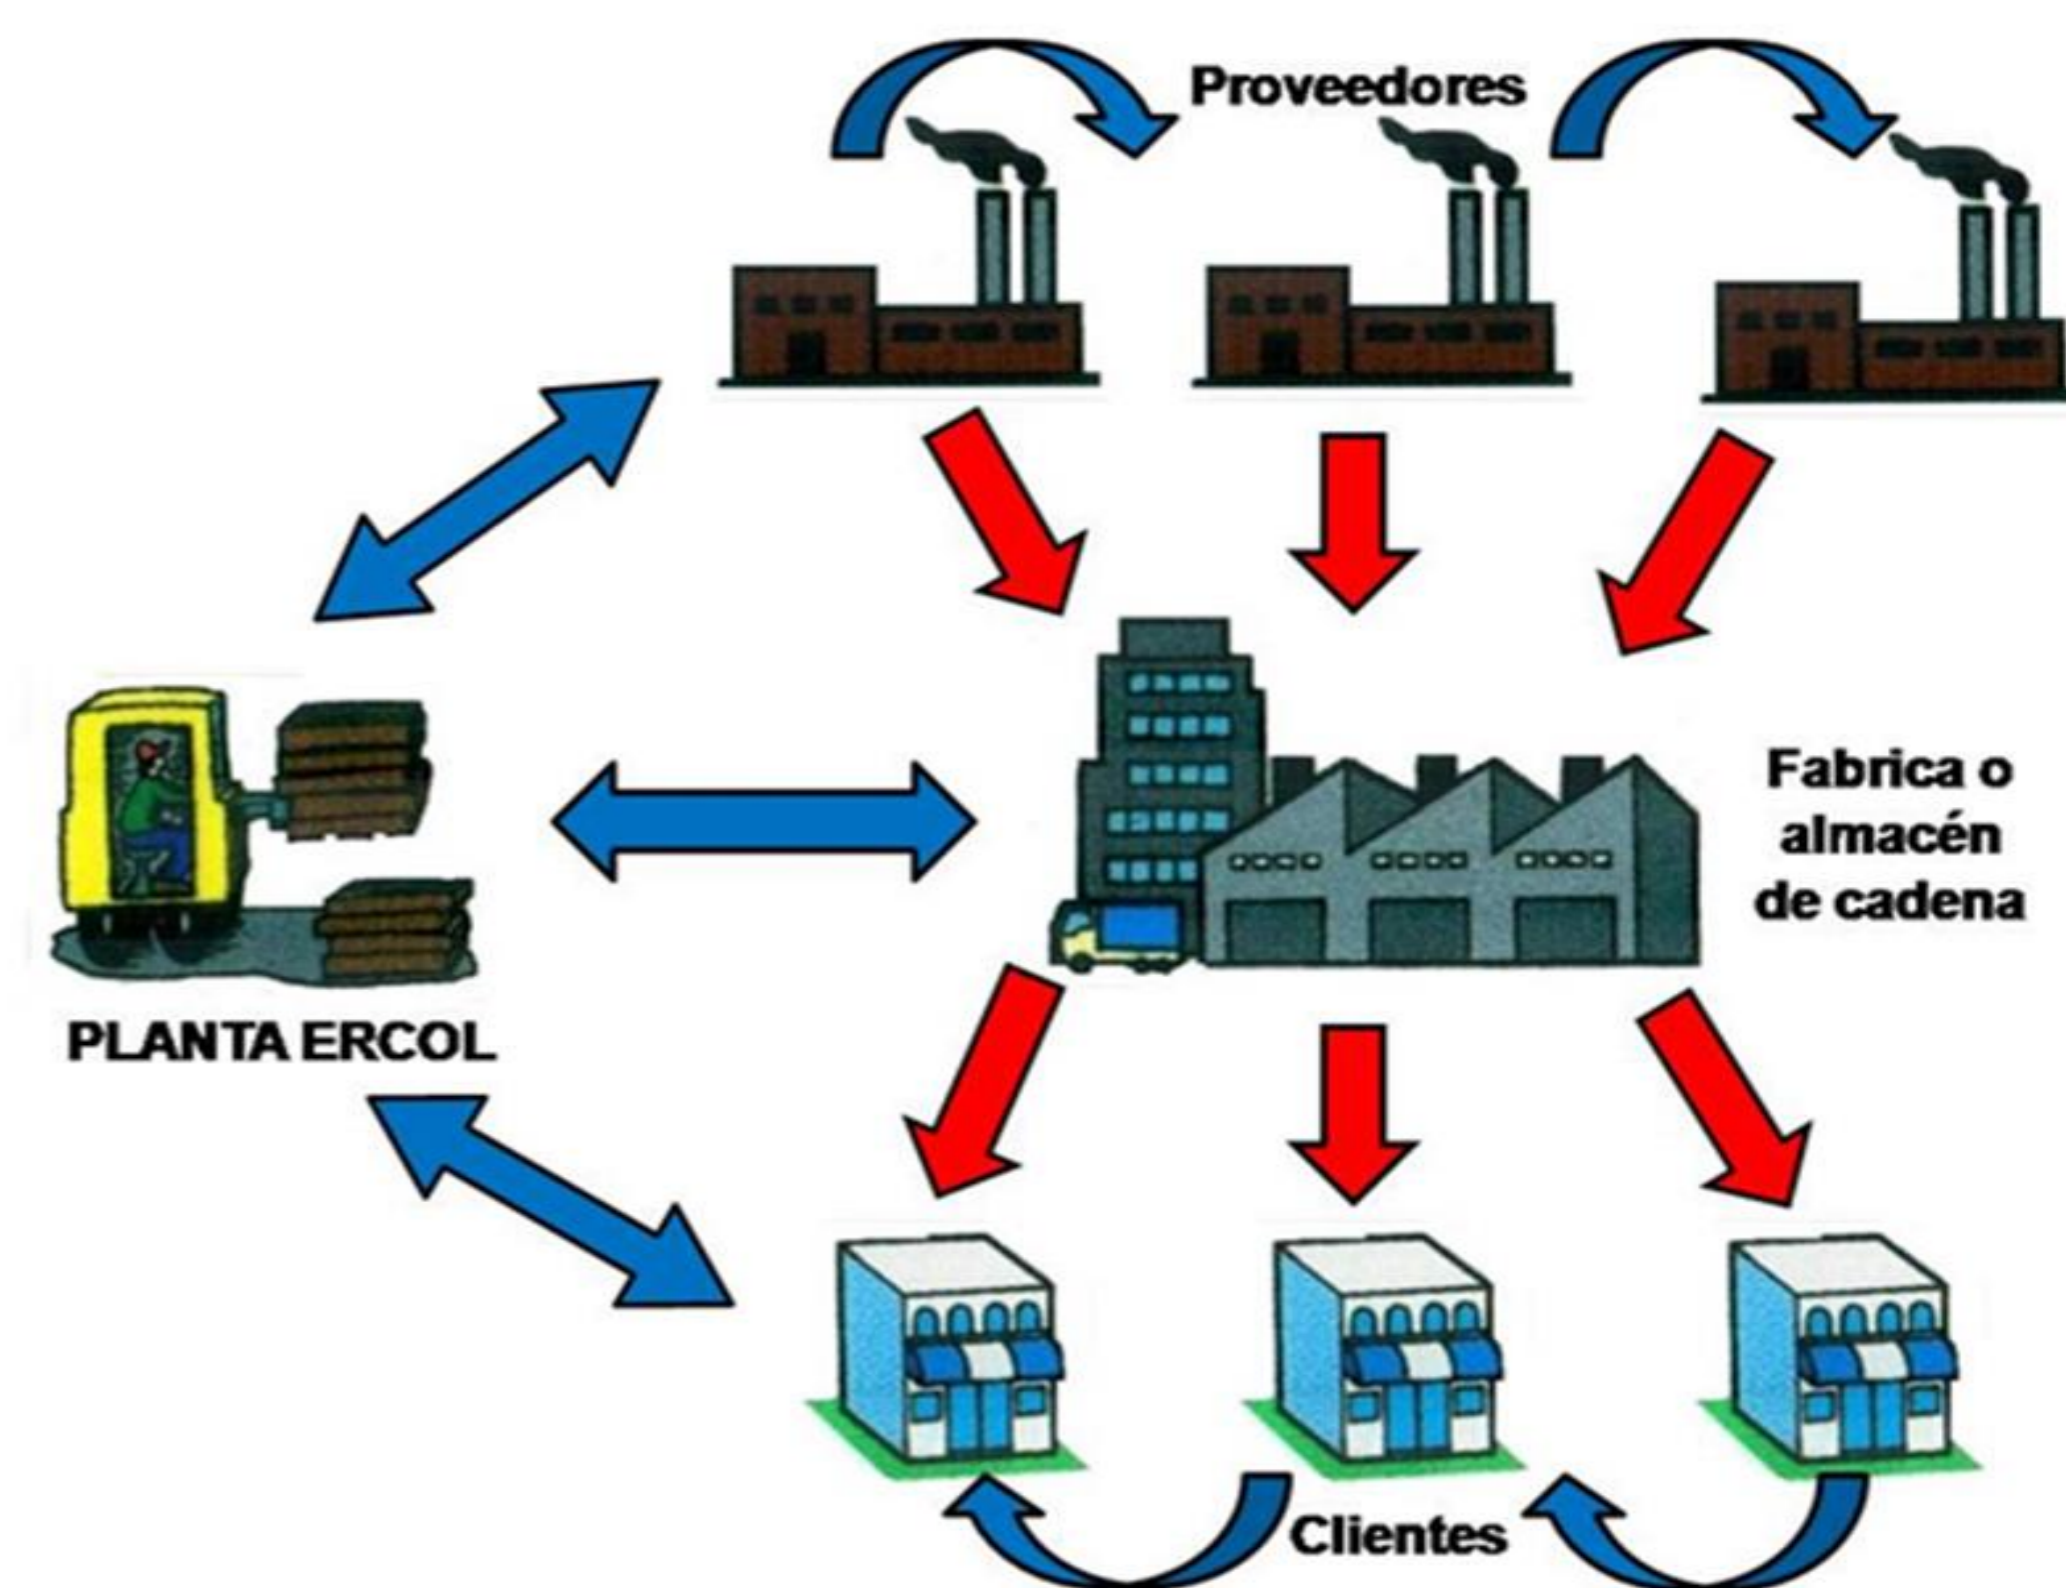 Proveedores
Fabrica o
almacén
de cadena
PLANTA ERCOL
Clientes